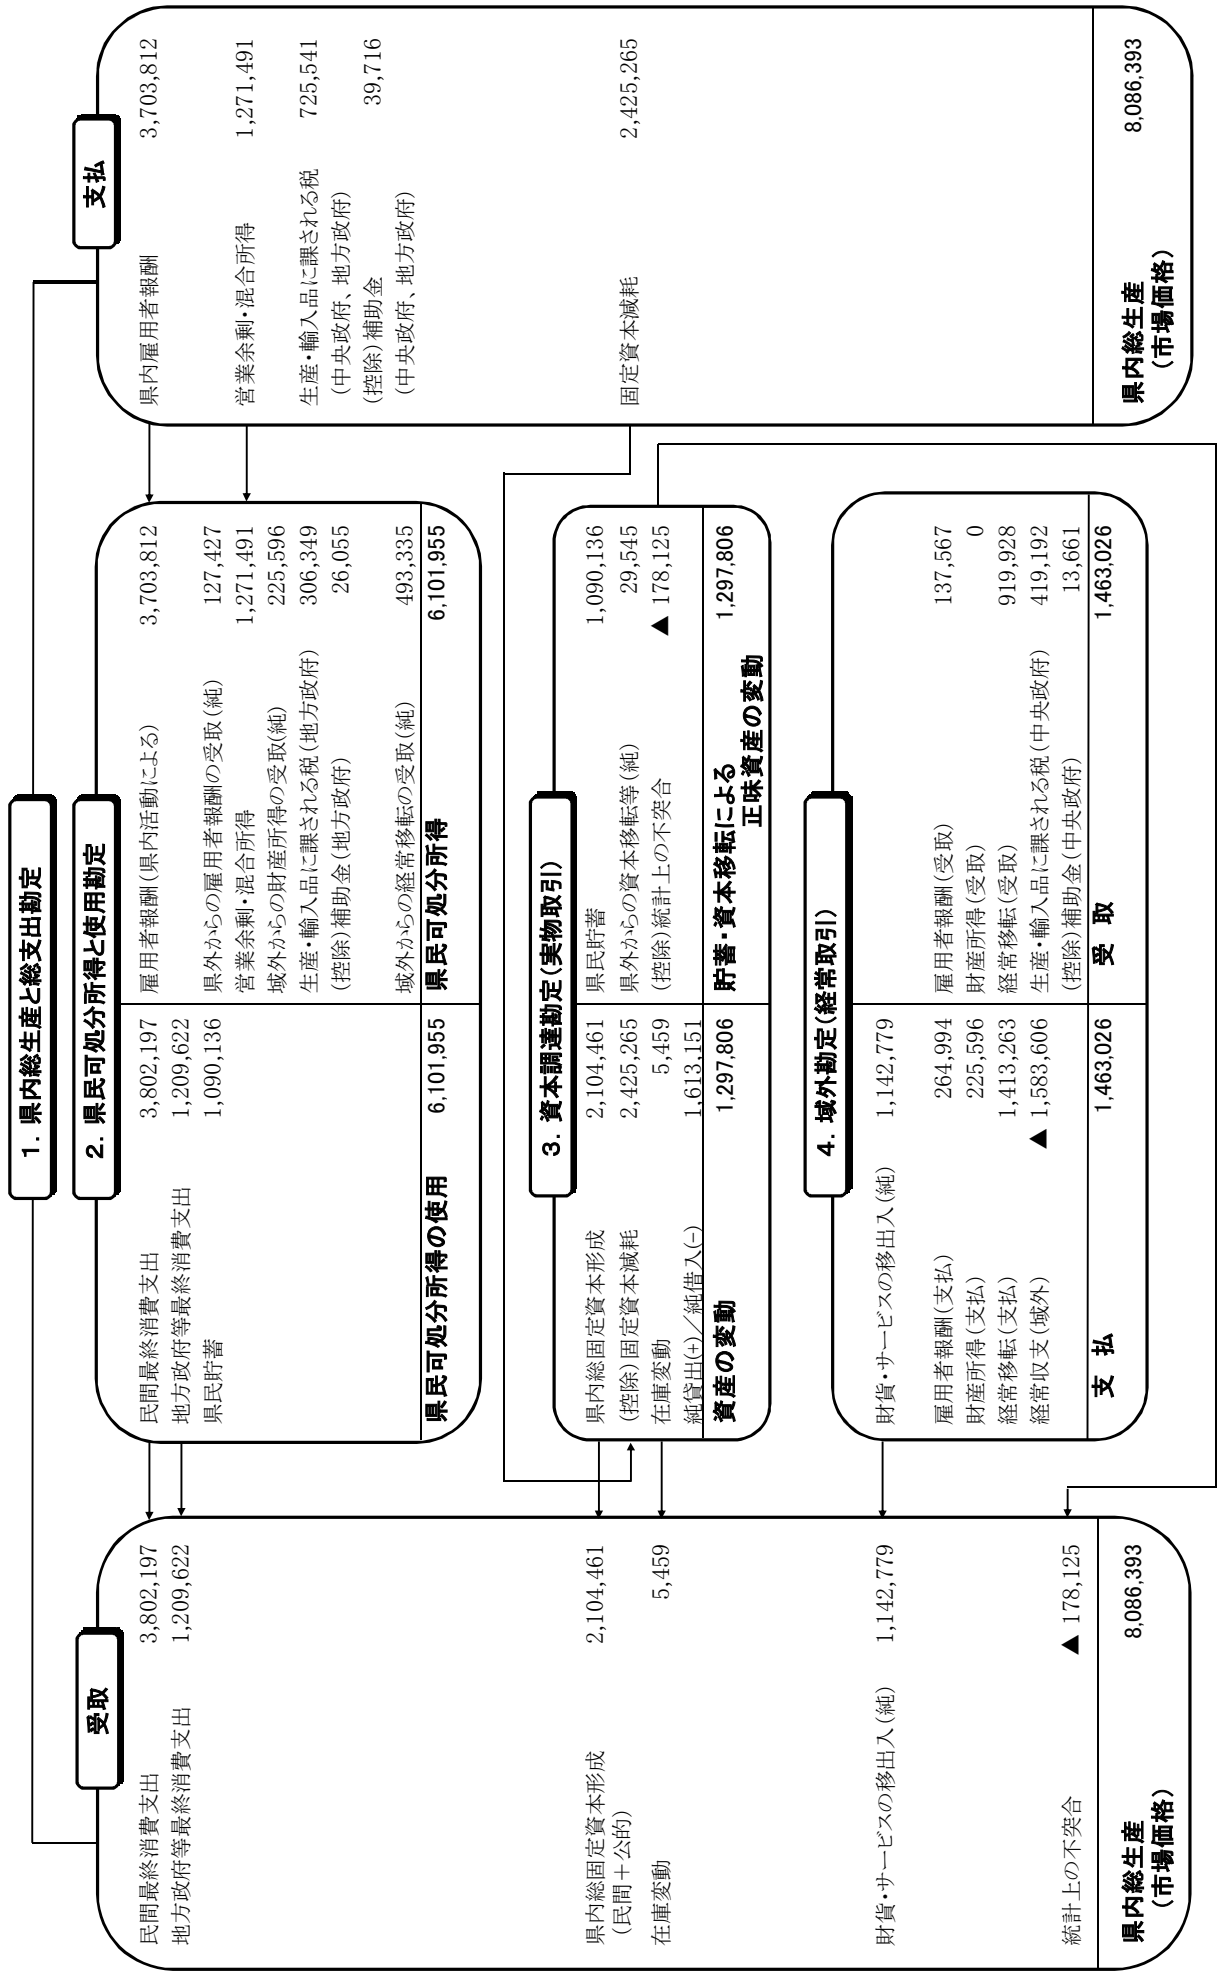 1．県内総生産と総支出勘定
受取
民間最終消費支出 3,802,197
地方政府等最終消費支出 1,209,622
県内総固定資本形成 2,104,461
(民間＋公的)
在庫変動 5,459
財貨・サービスの移出入(純) 1,142,779
統計上の不突合 ▲ 178,125
県内総生産 8,086,393
(市場価格)
2．県民可処分所得と使用勘定
民間最終消費支出 3,802,197
地方政府等最終消費支出 1,209,622
県民貯蓄 1,090,136
県民可処分所得の使用 6,101,955
雇用者報酬(県内活動による) 3,703,812
県外からの雇用者報酬の受取(純) 127,427
営業余剰・混合所得 1,271,491
域外からの財産所得の受取(純) 225,596
生産・輸入品に課される税(地方政府) 306,349
(控除)補助金(地方政府) 26,055
域外からの経常移転の受取(純) 493,335
県民可処分所得 6,101,955
3．資本調達勘定(実物取引)
県内総固定資本形成 2,104,461
(控除)固定資本減耗 2,425,265
在庫変動 5,459
純貸出(+)／純借入(−) 1,613,151
資産の変動 1,297,806
県民貯蓄 1,090,136
県外からの資本移転等(純) 29,545
(控除)統計上の不突合 ▲ 178,125
貯蓄・資本移転による 1,297,806
正味資産の変動
4．域外勘定(経常取引)
財貨・サービスの移出入(純) 1,142,779
雇用者報酬(支払) 264,994
財産所得(支払) 225,596
経常移転(支払) 1,413,263
経常収支(域外) ▲ 1,583,606
支 払 1,463,026
雇用者報酬(受取) 137,567
財産所得(受取) 0
経常移転(受取) 919,928
生産・輸入品に課される税(中央政府) 419,192
(控除)補助金(中央政府) 13,661
受 取 1,463,026
支払
県内雇用者報酬 3,703,812
営業余剰・混合所得 1,271,491
生産・輸入品に課される税 725,541
(中央政府、地方政府)
(控除)補助金 39,716
(中央政府、地方政府)
固定資本減耗 2,425,265
県内総生産 8,086,393
(市場価格)